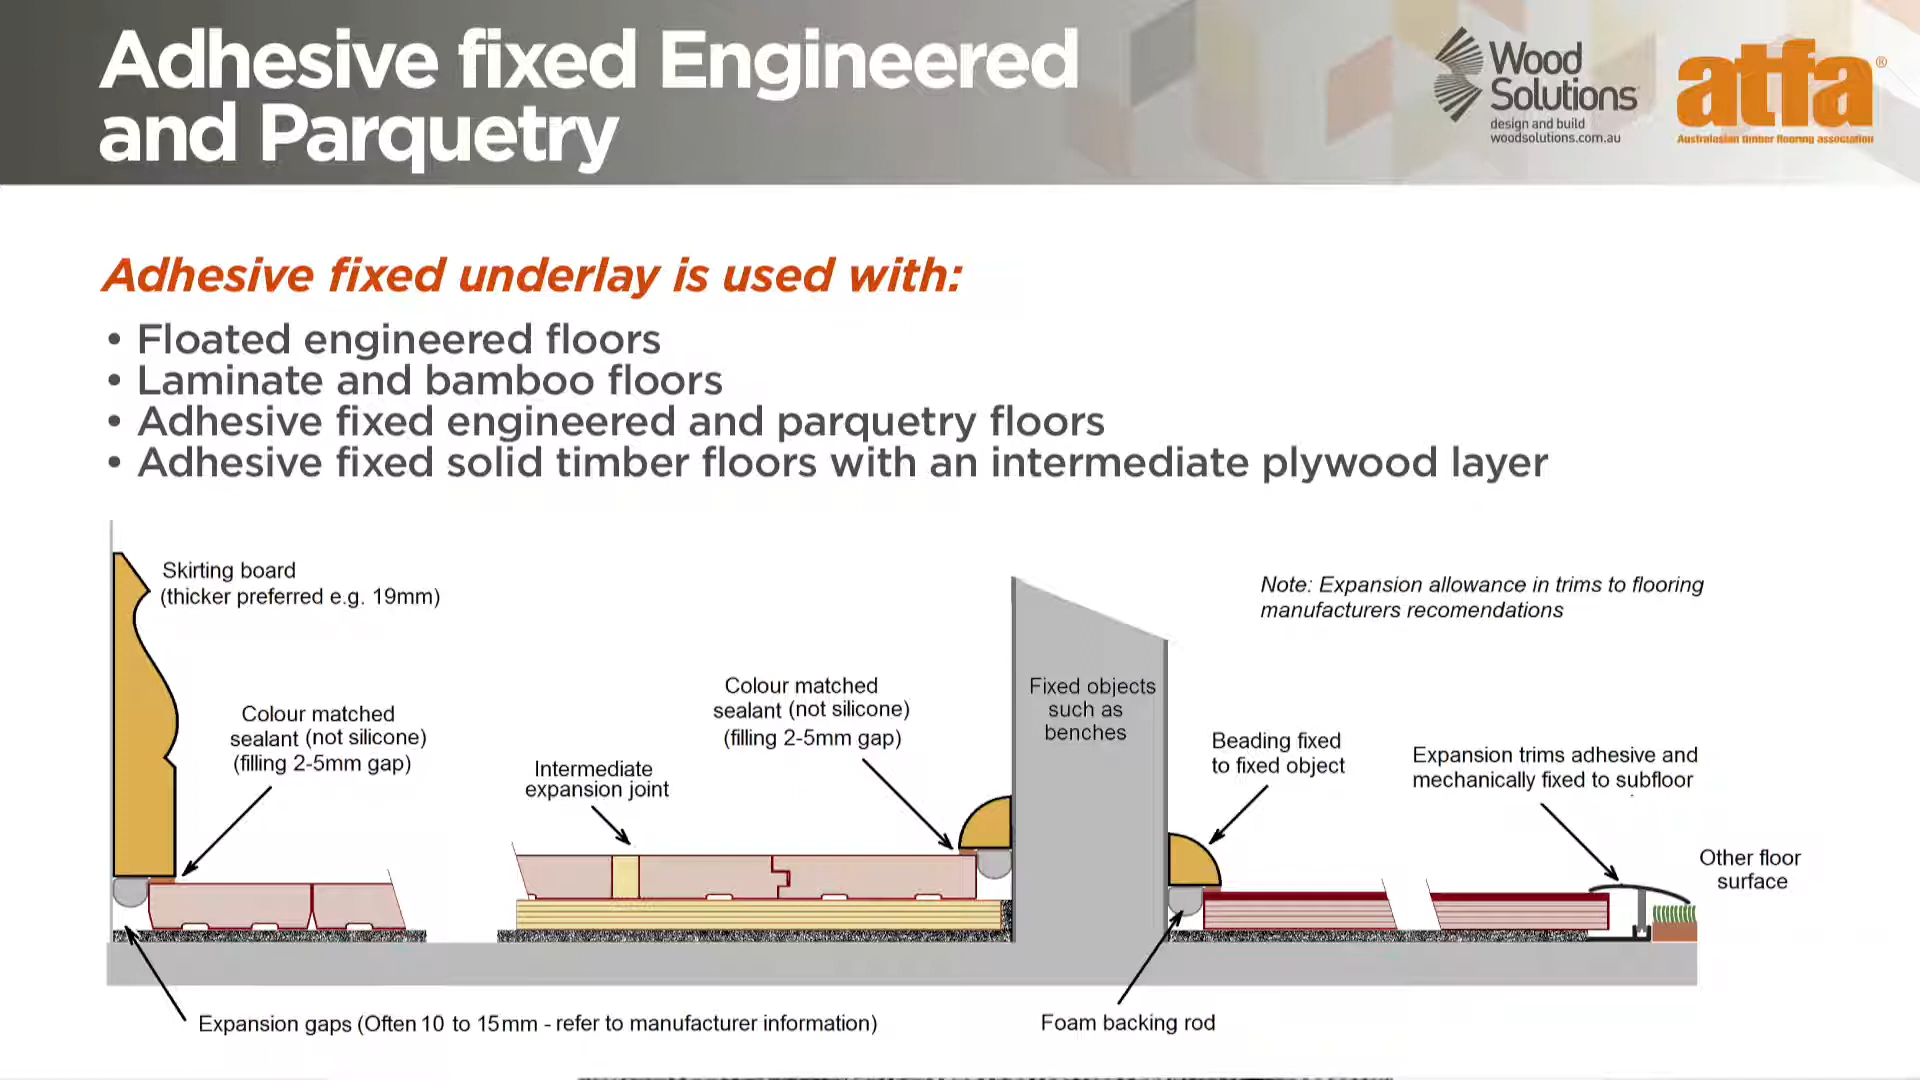 Adhesive fixed Engineered
and Parquetry
Wood
Solutions
design and build
woodsolutions.com.au
atfa®
Australasian timber flooring association
Adhesive fixed underlay is used with:
• Floated engineered floors
• Laminate and bamboo floors
• Adhesive fixed engineered and parquetry floors
• Adhesive fixed solid timber floors with an intermediate plywood layer
Skirting board
(thicker preferred e.g. 19mm)
Colour matched
sealant (not silicone)
(filling 2-5mm gap)
Intermediate
expansion joint
Colour matched
sealant (not silicone)
(filling 2-5mm gap)
Fixed objects
such as
benches
Note: Expansion allowance in trims to flooring
manufacturers recomendations
Beading fixed
to fixed object
Expansion trims adhesive and
mechanically fixed to subfloor
Other floor
surface
Expansion gaps (Often 10 to 15mm - refer to manufacturer information)
Foam backing rod